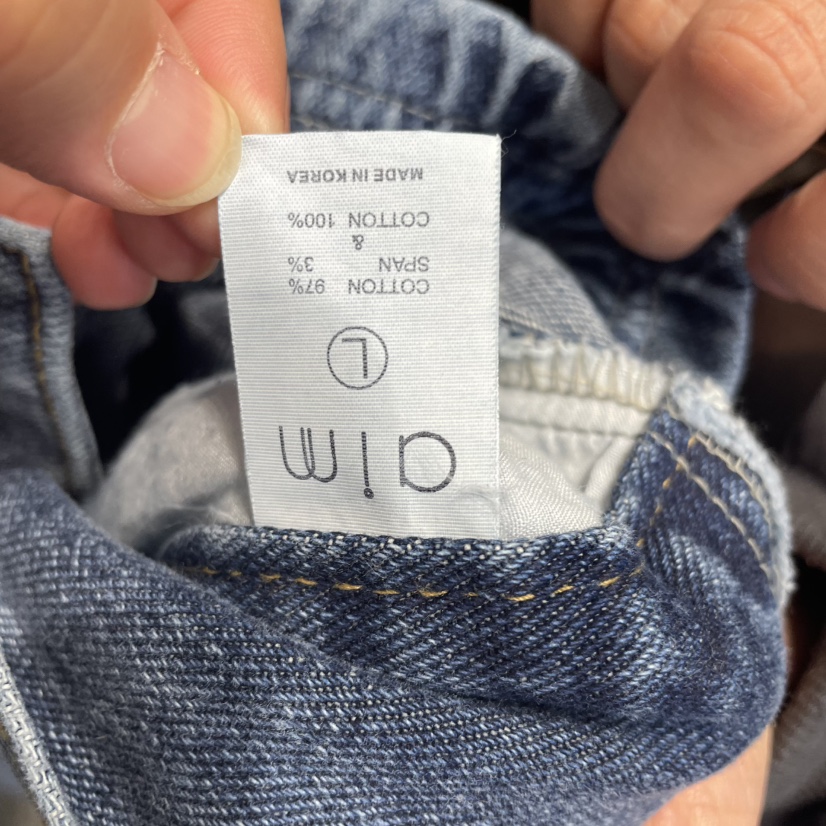 aim
L
COTTON 97%
SPAN 3%
&
COTTON 100%
MADE IN KOREA